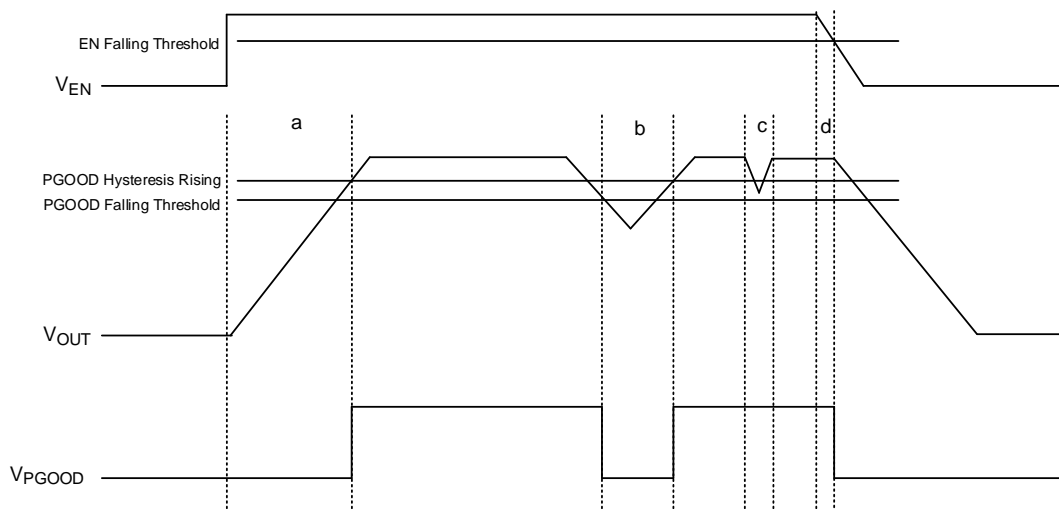 EN Falling Threshold
VEN
a
b
c
d
PGOOD Hysteresis Rising
PGOOD Falling Threshold
VOUT
VPGOOD